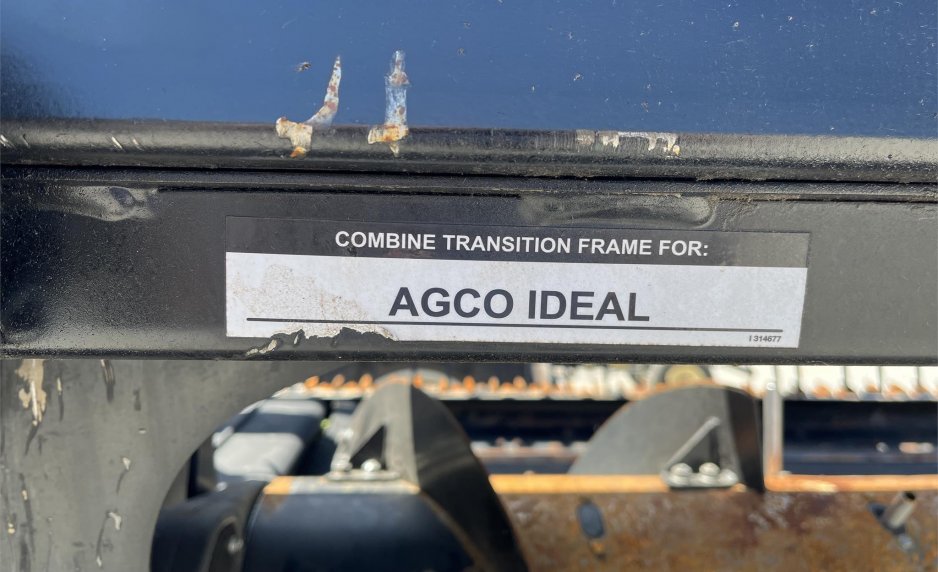 COMBINE TRANSITION FRAME FOR:
AGCO IDEAL
I 314677